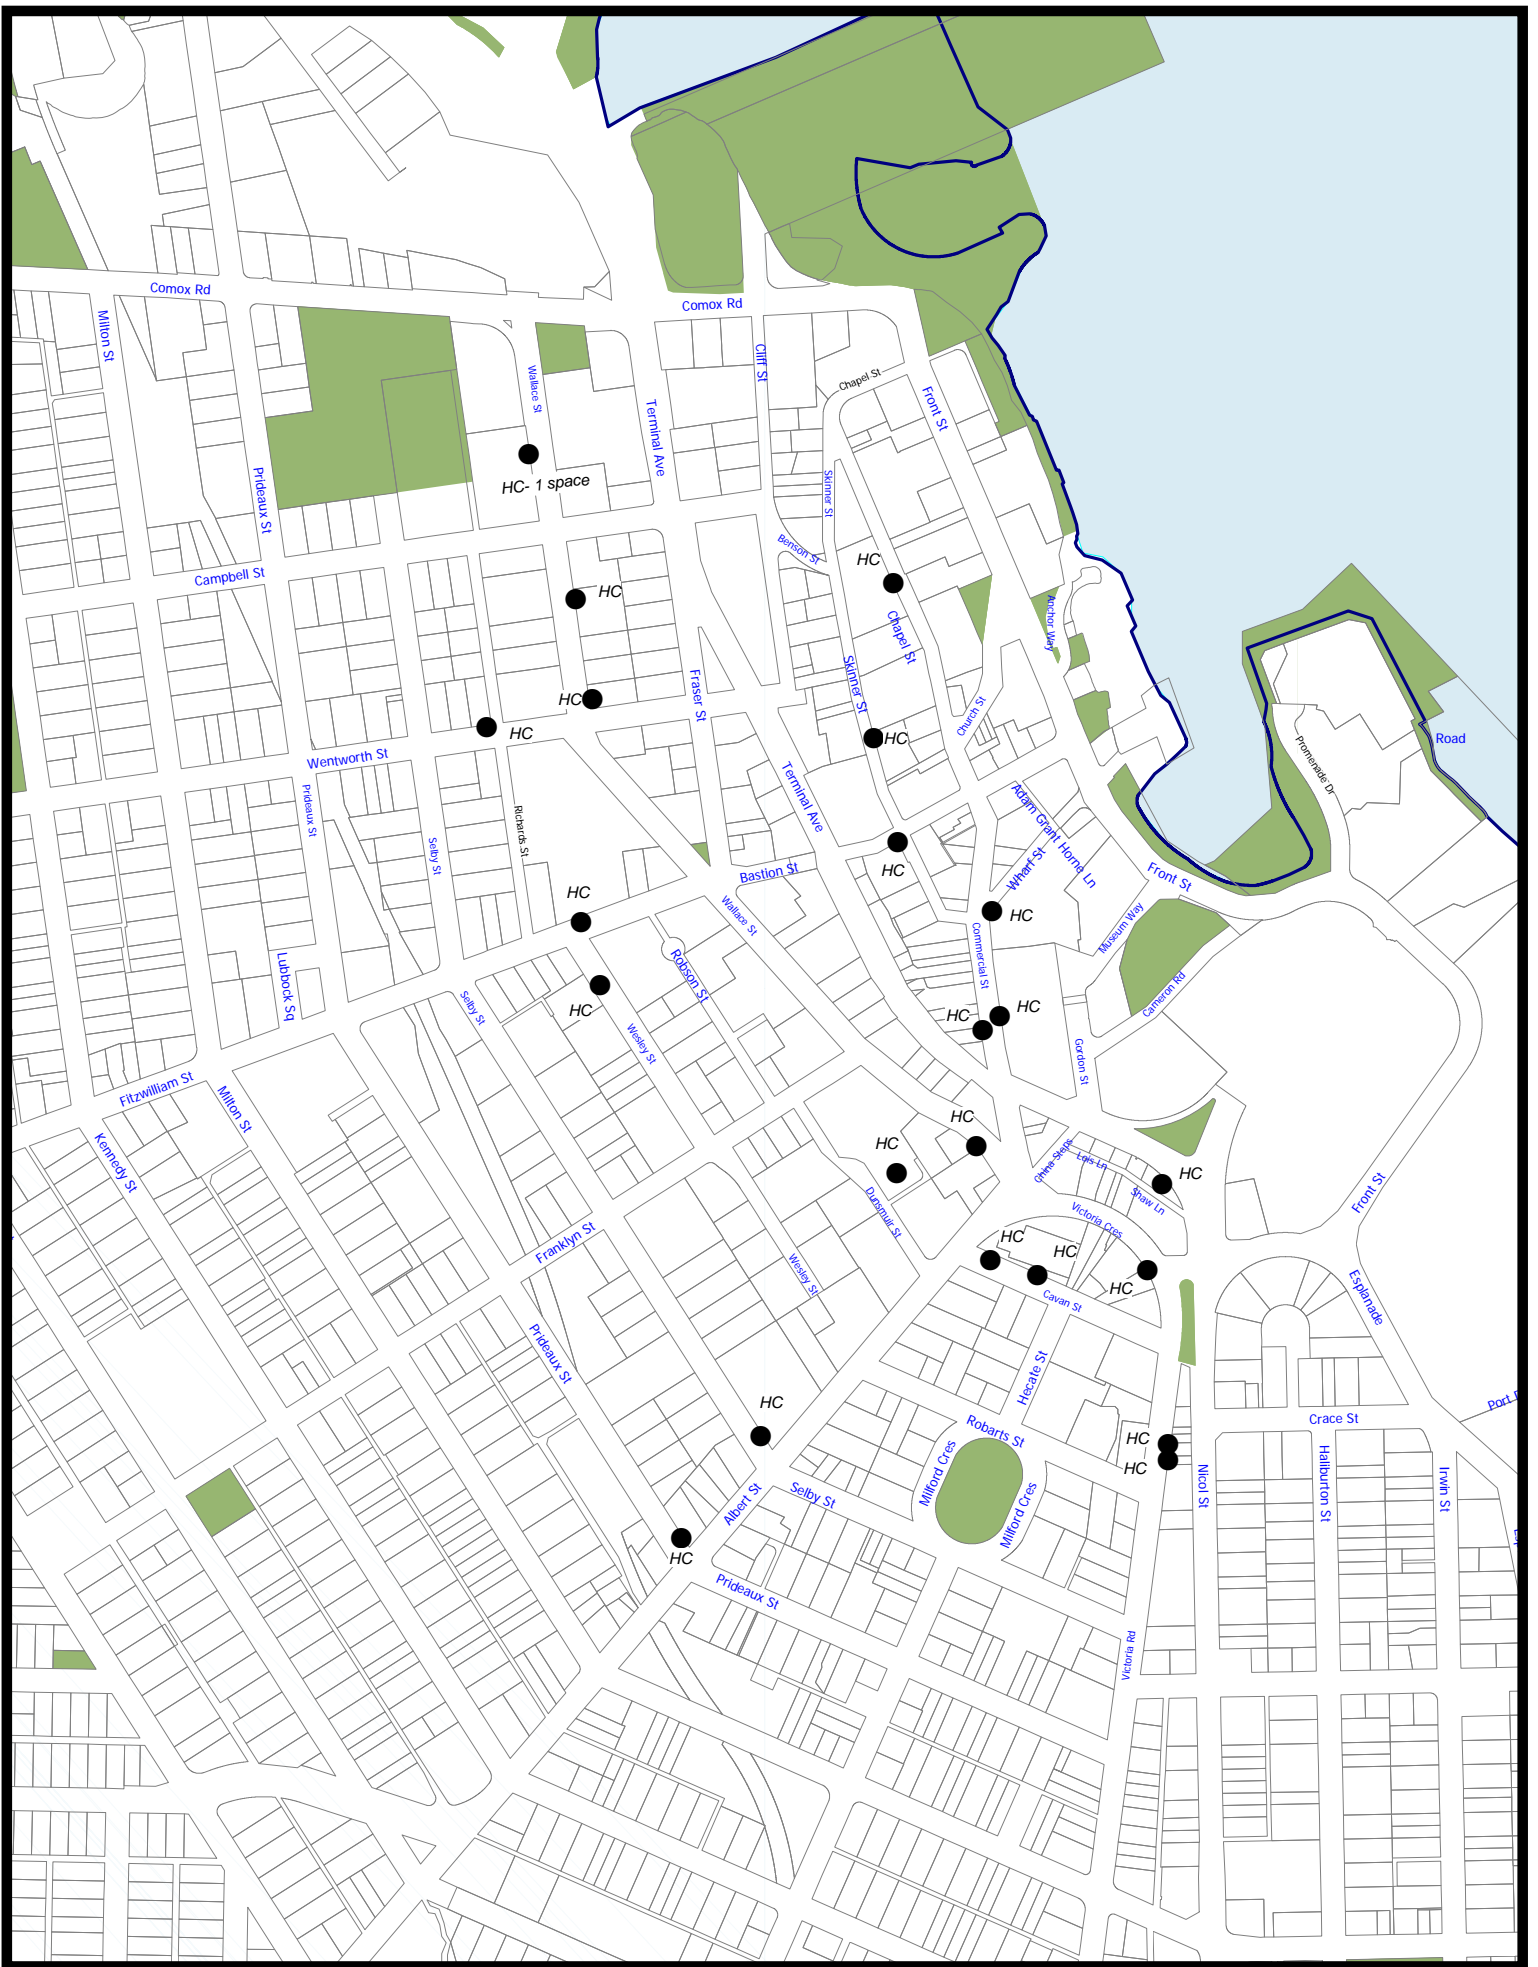 Comox Rd
Comox Rd
Milton St
Cliff St
Wallace St
Chapel St
Front St
Terminal Ave
Prideaux St
HC- 1 space
Skinner St
Benson St
HC
Campbell St
HC
Anchor Way
Chapel St
Skinner St
Fraser St
HC
HC
Church St
HC
Road
Wentworth St
Promenade Dr
Terminal Ave
Prideaux St
Richards St
Selby St
Adam Grant Horne Ln
Wharf St
HC
Bastion St
Front St
HC
Wallace St
HC
Museum Way
Commercial St
Robson St
Lubbock Sq
Selby St
HC
Cameron Rd
HC
HC
Wesley St
Gordon St
Fitzwilliam St
Milton St
HC
HC
Kennedy St
China Steps
Lois Ln
HC
Shaw Ln
Dunsmuir St
Front St
Victoria Cres
Franklyn St
HC
HC
Wesley St
HC
Cavan St
Esplanade
Prideaux St
Hecate St
HC
Port
Crace St
Robarts St
HC
HC
Milford Cres
Nicol St
Haliburton St
Irwin St
Selby St
Albert St
Milford Cres
HC
Prideaux St
Victoria Rd